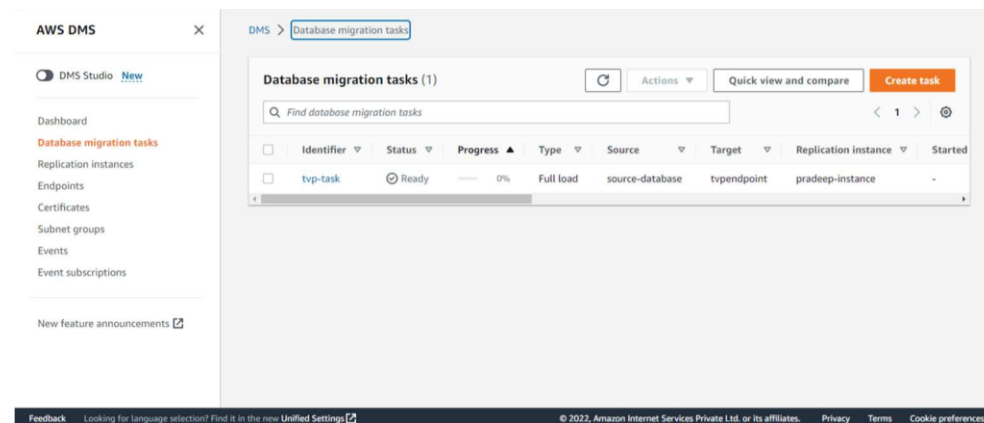 AWS DMS
DMS Studio New
Dashboard
Database migration tasks
Replication instances
Endpoints
Certificates
Subnet groups
Events
Event subscriptions
New feature announcements
DMS > Database migration tasks
Database migration tasks (1)
Actions
Quick view and compare
Create task
Find database migration tasks
< 1 >
Identifier Status Progress Type Source Target Replication instance Started
tvp-task Ready 0% Full load source-database tvpendpoint pradeep-instance -
Feedback Looking for language selection? Find it in the new Unified Settings © 2022, Amazon Internet Services Private Ltd. or its affiliates. Privacy Terms Cookie preferences